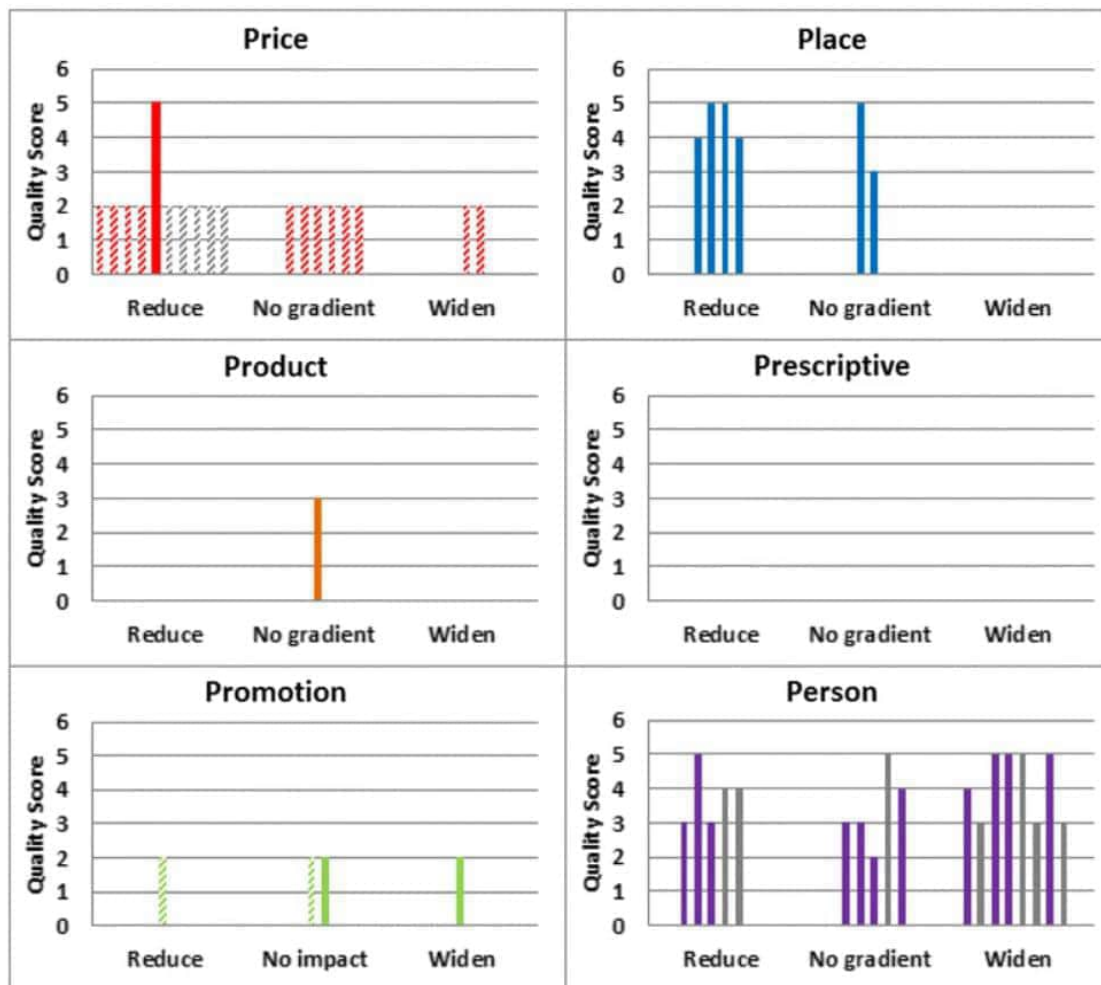 Price
6
5
4
3
2
1
0
Quality Score
Reduce No gradient Widen
Place
6
5
4
3
2
1
0
Quality Score
Reduce No gradient Widen
Product
6
5
4
3
2
1
0
Quality Score
Reduce No gradient Widen
Prescriptive
6
5
4
3
2
1
0
Quality Score
Reduce No gradient Widen
Promotion
6
5
4
3
2
1
0
Quality Score
Reduce No impact Widen
Person
6
5
4
3
2
1
0
Quality Score
Reduce No gradient Widen